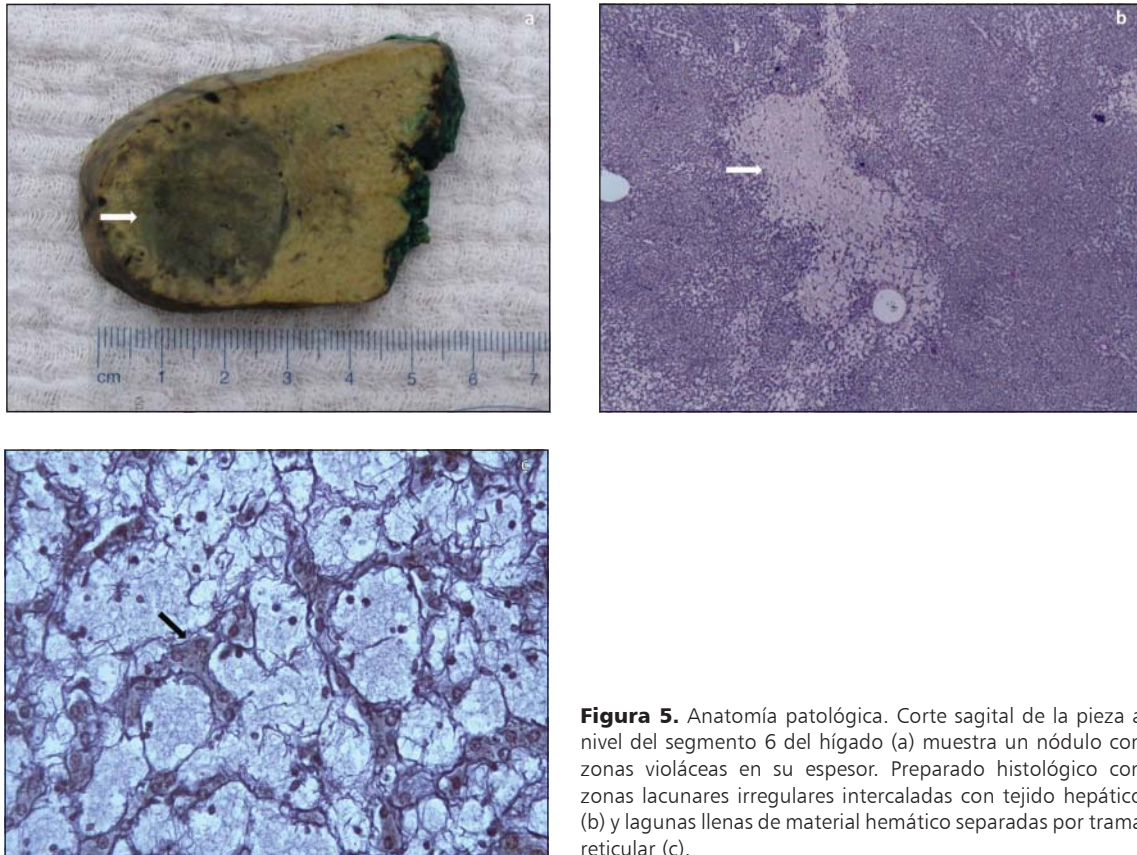 a
b
cm 1 2 3 4 5 6 7
c
Figura 5. Anatomía patológica. Corte sagital de la pieza a
nivel del segmento 6 del hígado (a) muestra un nódulo con
zonas violáceas en su espesor. Preparado histológico con
zonas lacunares irregulares intercaladas con tejido hepático
(b) y lagunas llenas de material hemático separadas por trama
reticular (c).